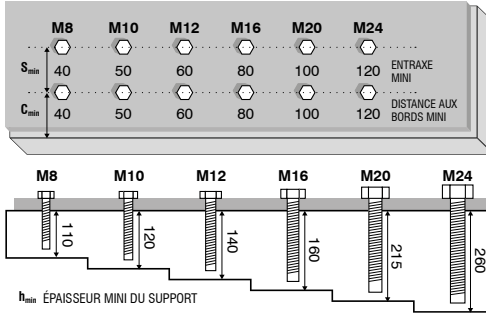 M8 M10 M12 M16 M20 M24
Smin 40 50 60 80 100 120 ENTRAXE
MINI
Cmin 40 50 60 80 100 120 DISTANCE AUX
BORDS MINI
M8 M10 M12 M16 M20 M24
110 120 140 160 215 260
hmin ÉPAISSEUR MINI DU SUPPORT